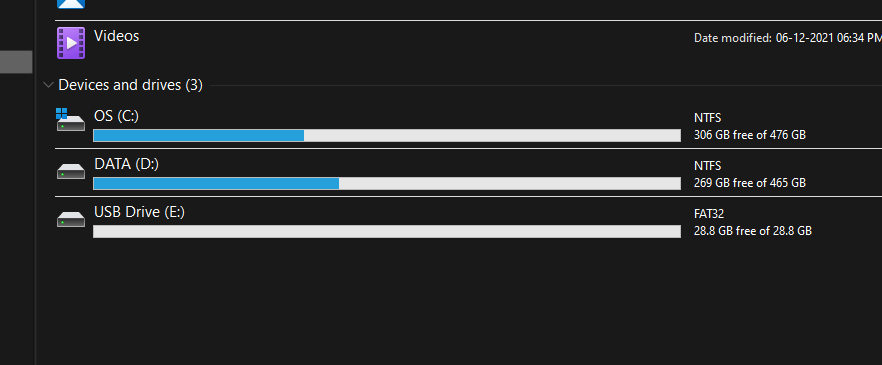 Videos
Date modified: 06-12-2021 06:34 PM
Devices and drives (3)
OS (C:)
NTFS
306 GB free of 476 GB
DATA (D:)
NTFS
269 GB free of 465 GB
USB Drive (E:)
FAT32
28.8 GB free of 28.8 GB